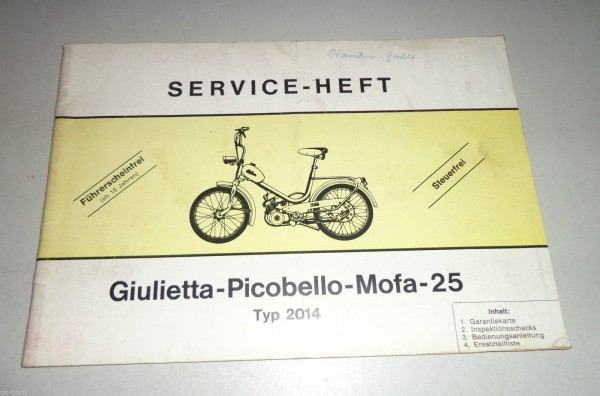 SERVICE-HEFT
Führerscheinfrei
(ab 15 Jahren)
Steuerfrei
Giulietta-Picobello-Mofa-25
Typ 2014
Inhalt:
1. Garantiekarte
2. Inspektionsschecks
3. Bedienungsanleitung
4. Ersatzteilliste